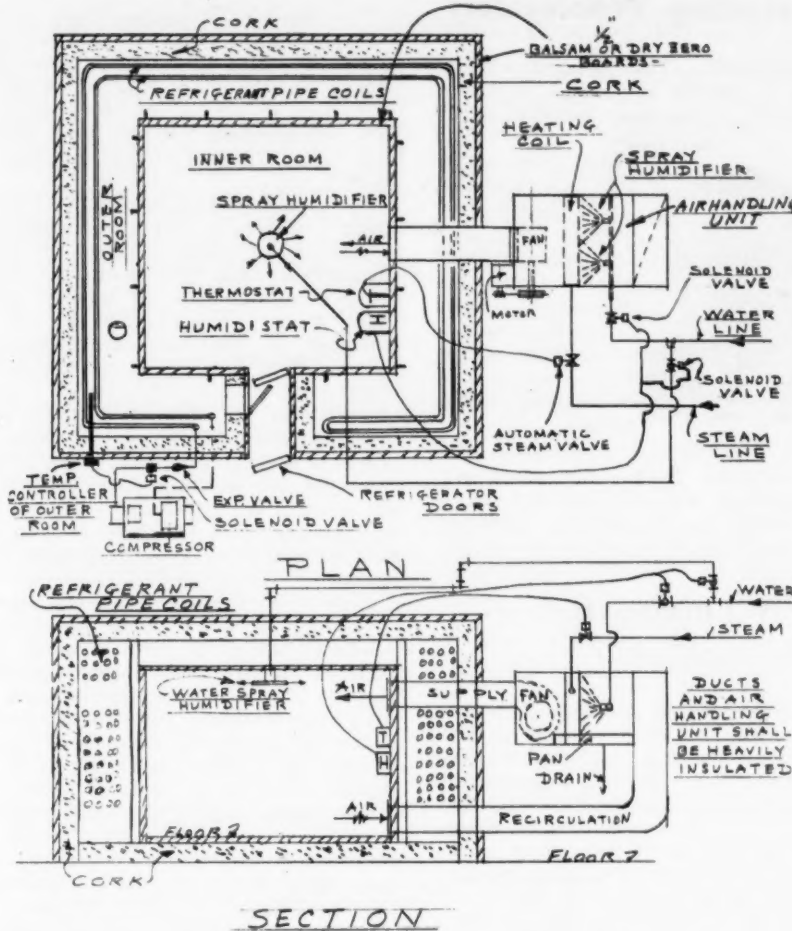 CORK
1/2"
BALSAM OR DRY BERO
BOARDS-
CORK
REFRIGERANT PIPE COILS
HEATING
COIL
SPRAY
HUMIDIFIER
INNER ROOM
OUTER
ROOM
SPRAY HUMIDIFIER
AIRHANDLING
UNIT
AIR
FAN
THERMOSTAT
T
HUMIDISTAT
H
MOTOR
SOLENOID
VALVE
WATER
LINE
SOLENOID
VALVE
AUTOMATIC
STEAM VALVE
STEAM
LINE
TEMP.
CONTROLLER
OF OUTER
ROOM
EXP. VALVE
SOLENOID VALVE
REFRIGERATOR
DOORS
COMPRESSOR
PLAN
REFRIGERANT
PIPE COILS
WATER
STEAM
WATER SPRAY
HUMIDIFIER
AIR
SUPPLY
FAN
T
H
PAN
DRAIN
DUCTS
AND AIR
HANDLING
UNIT SHALL
BE HEAVILY
INSULATED
AIR
RECIRCULATION
FLOOR
FLOOR
CORK
SECTION